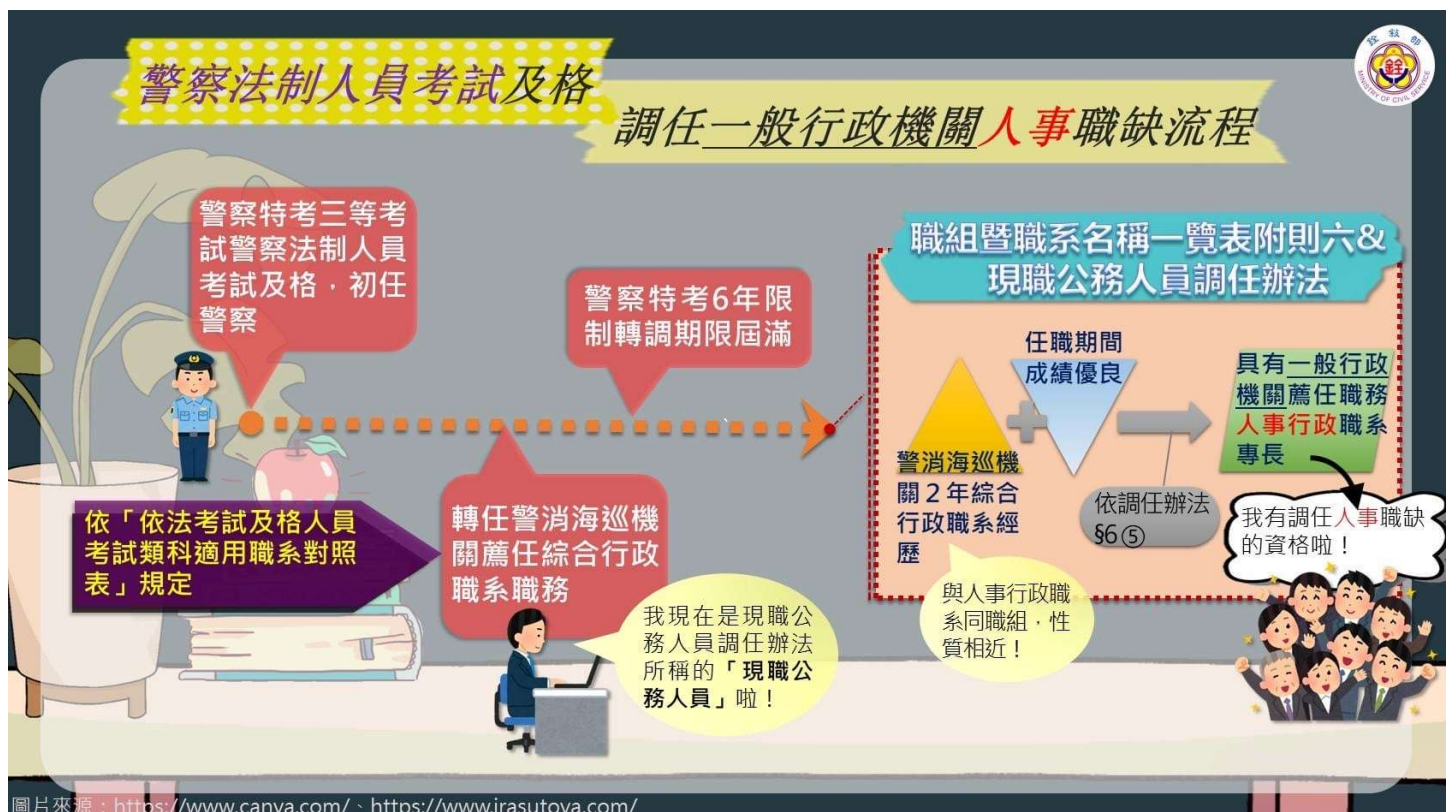 警察法制人員考試及格
調任一般行政機關人事職缺流程
銓敘部
銓
MINISTRY OF CIVIL SERVICE
警察特考三等考
試警察法制人員
考試及格，初任
警察
警察特考6年限
制轉調期限屆滿
依「依法考試及格人員
考試類科適用職系對照
表」規定
轉任警消海巡機
關薦任綜合行政
職系職務
我現在是現職公
務人員調任辦法
所稱的「現職公
務人員」啦！
職組暨職系名稱一覽表附則六&
現職公務人員調任辦法
警消海巡機
關２年綜合
行政職系經
歷
任職期間
成績優良
依調任辦法
§6⑤
具有一般行政
機關薦任職務
人事行政職系
專長
與人事行政職
系同職組，性
質相近！
我有調任人事職缺
的資格啦！
圖片來源：https://www.canva.com/、https://www.irasutoya.com/